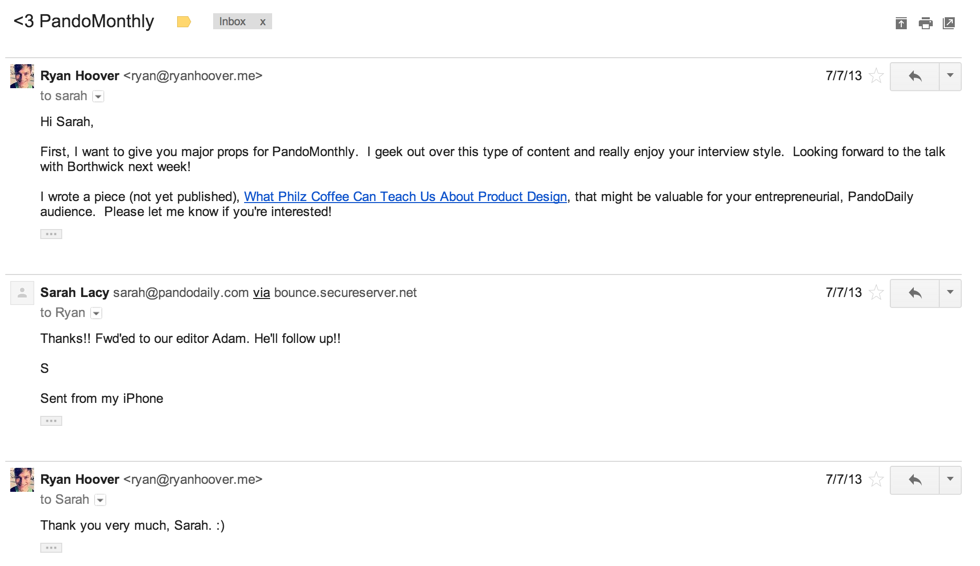 <3 PandoMonthly Inbox x
Ryan Hoover <ryan@ryanhoover.me> 7/7/13
to sarah
Hi Sarah,
First, I want to give you major props for PandoMonthly. I geek out over this type of content and really enjoy your interview style. Looking forward to the talk
with Borthwick next week!
I wrote a piece (not yet published), What Philz Coffee Can Teach Us About Product Design, that might be valuable for your entrepreneurial, PandoDaily
audience. Please let me know if you're interested!
Sarah Lacy sarah@pandodaily.com via bounce.secureserver.net 7/7/13
to Ryan
Thanks!! Fwd'ed to our editor Adam. He'll follow up!!
S
Sent from my iPhone
Ryan Hoover <ryan@ryanhoover.me> 7/7/13
to Sarah
Thank you very much, Sarah. :)